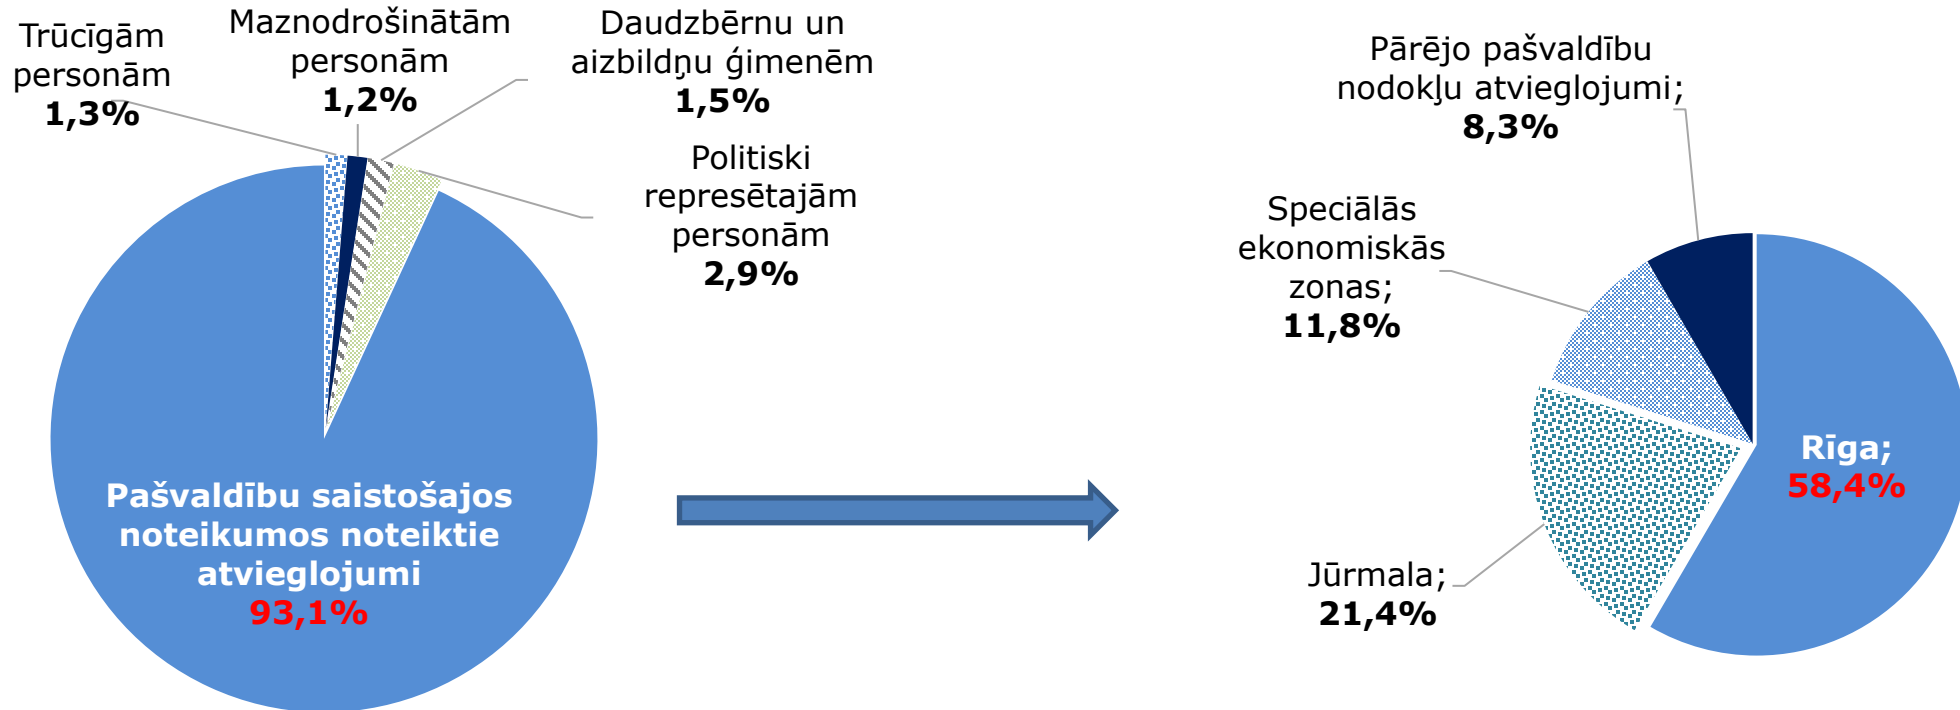 Trūcīgām
personām
1,3%
Maznodrošinātām
personām
1,2%
Daudzbērnu un
aizbildņu ģimenēm
1,5%
Politiski
represētajām
personām
2,9%
Pašvaldību saistošajos
noteikumos noteiktie
atvieglojumi
93,1%
Pārējo pašvaldību
nodokļu atvieglojumi;
8,3%
Speciālās
ekonomiskās
zonas;
11,8%
Rīga;
58,4%
Jūrmala;
21,4%